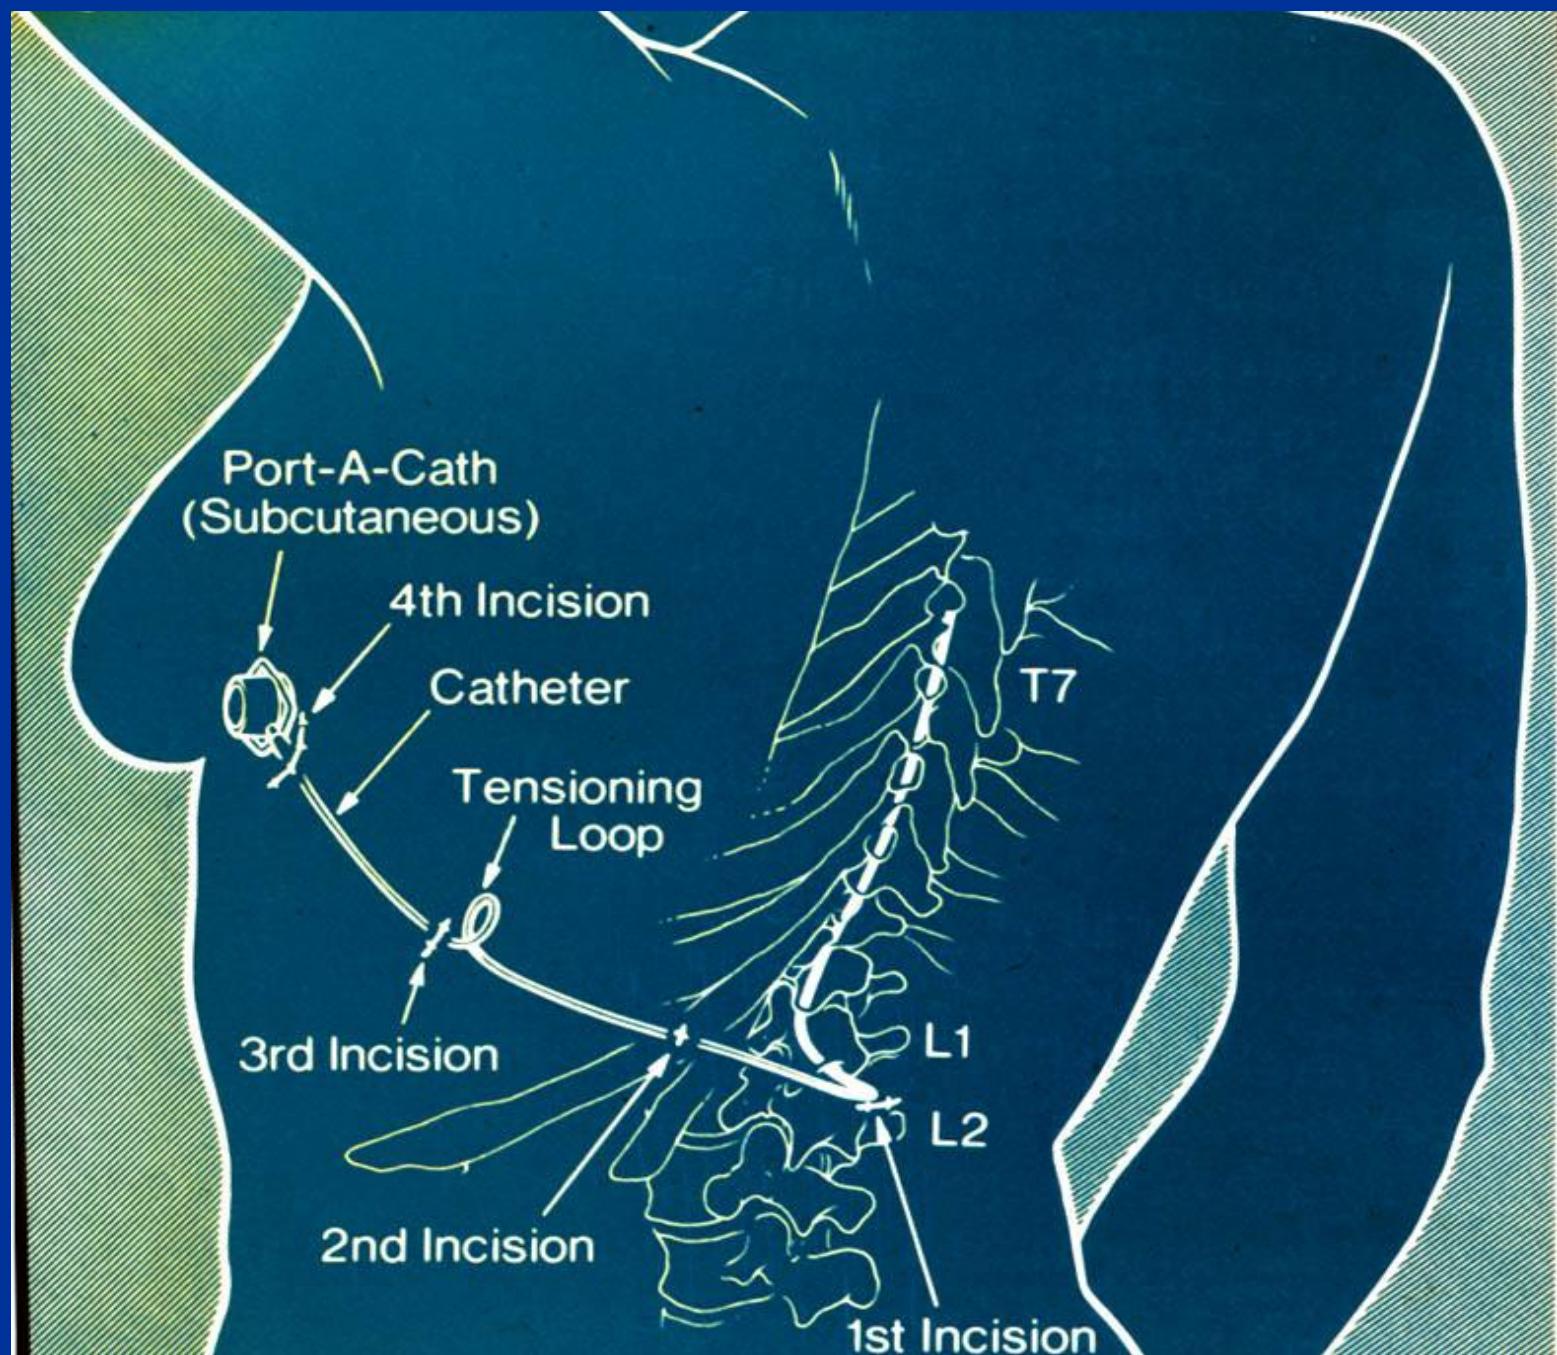 Port-A-Cath
(Subcutaneous)
4th Incision
Catheter
T7
Tensioning
Loop
3rd Incision
L1
L2
2nd Incision
1st Incision